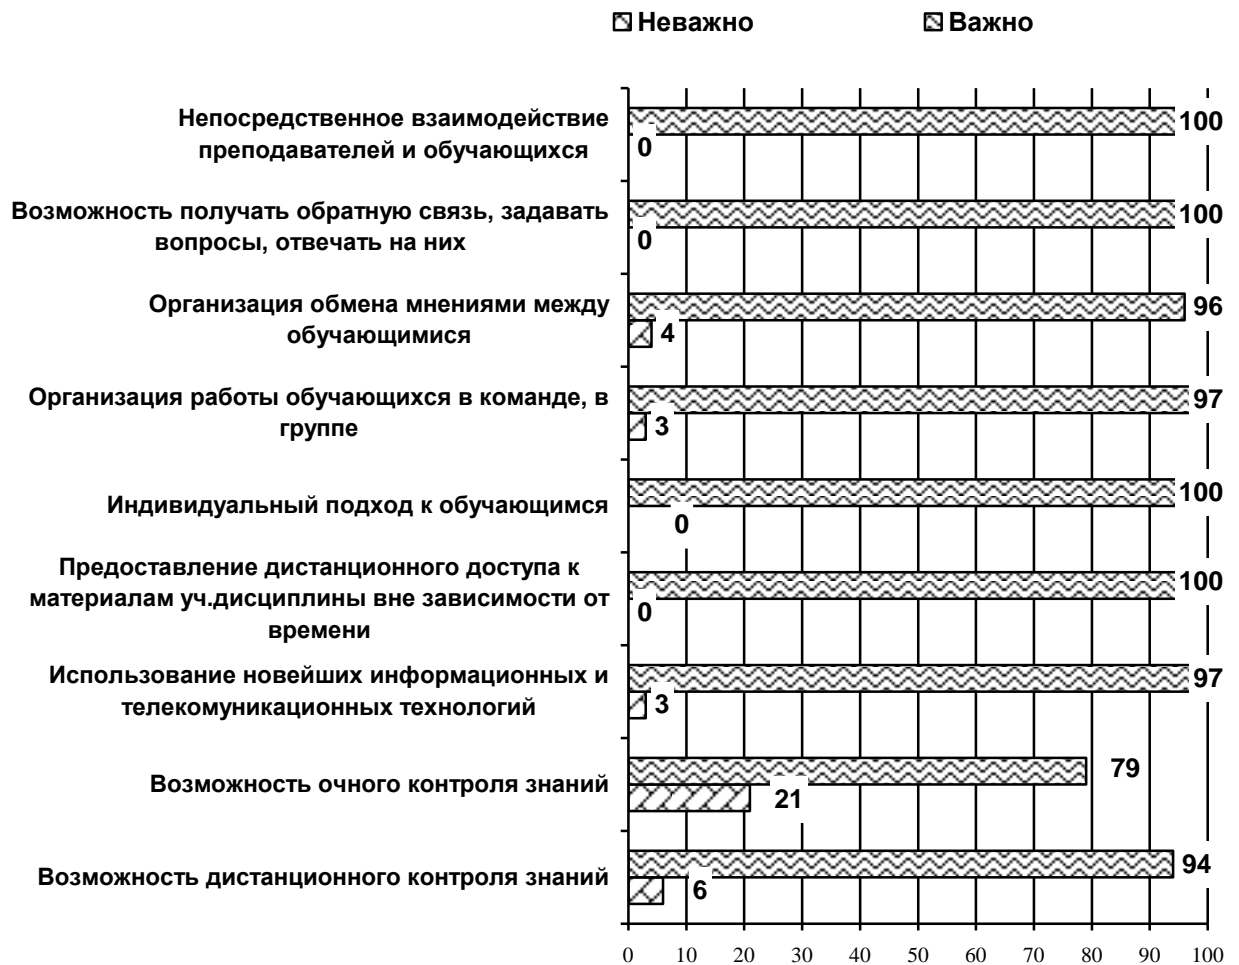 Неважно Важно
Непосредственное взаимодействие
преподавателей и обучающихся
100
0
Возможность получать обратную связь, задавать
вопросы, отвечать на них
100
0
Организация обмена мнениями между
обучающимися
96
4
Организация работы обучающихся в команде, в
группе
97
3
Индивидуальный подход к обучающимся
100
0
Предоставление дистанционного доступа к
материалам уч.дисциплины вне зависимости от
времени
100
0
Использование новейших информационных и
телекомуникационных технологий
97
3
Возможность очного контроля знаний
79
21
Возможность дистанционного контроля знаний
94
6
0 10 20 30 40 50 60 70 80 90 100